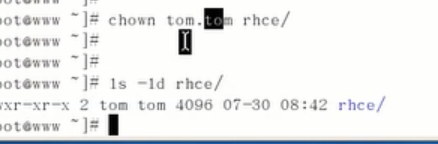 oot@www ~]# chown tom.tom rhce/
oot@www ~]#
oot@www ~]#
oot@www ~]# ls -ld rhce/
wxr-xr-x 2 tom tom 4096 07-30 08:42 rhce/
oot@www ~]#